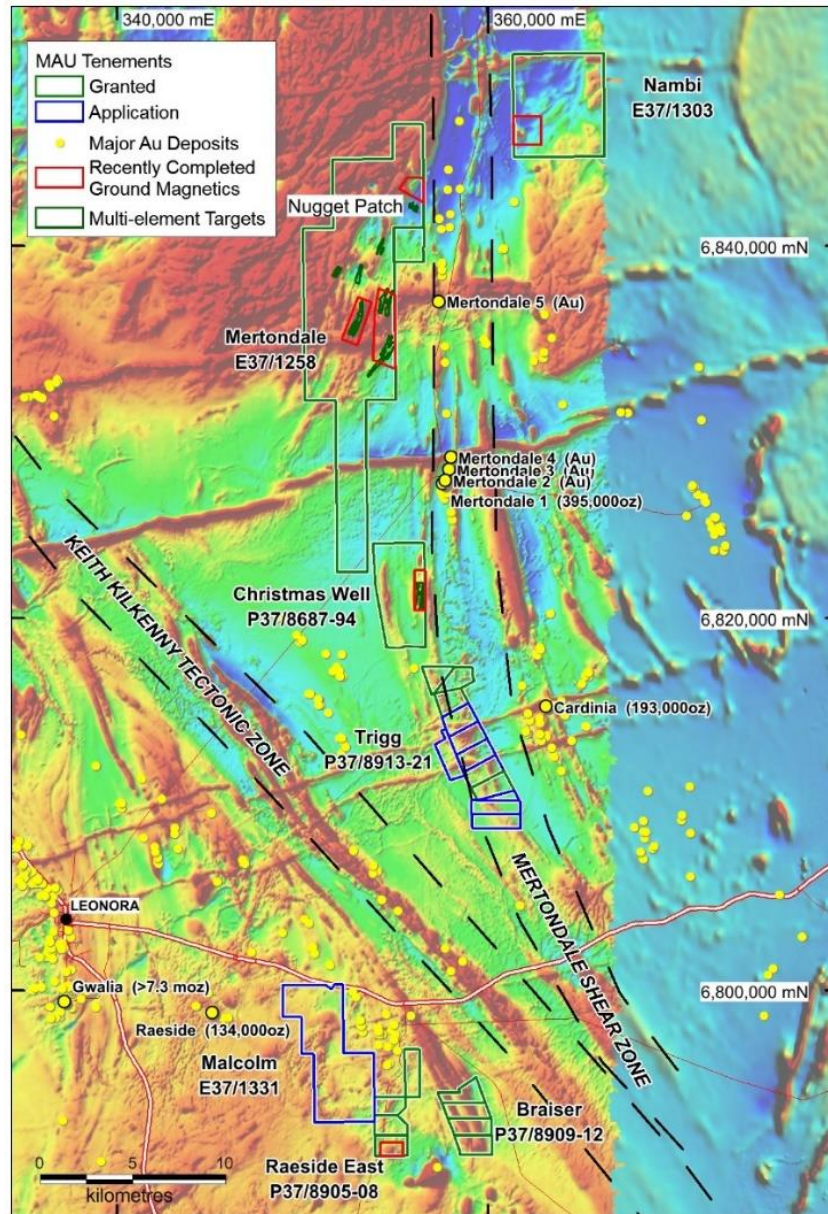 340,000 mE
360,000 mE
MAU Tenements
Granted
Application
Major Au Deposits
Recently Completed
Ground Magnetics
Multi-element Targets
Nambi
E37/1303
Nugget Patch
6,840,000 mN
Mertondale 5 (Au)
Mertondale
E37/1258
Mertondale 4 (Au)
Mertondale 3 (Au)
Mertondale 2 (Au)
Mertondale 1 (395,000oz)
KEITH KILKENNY TECTONIC ZONE
Christmas Well
P37/8687-94
6,820,000 mN
Cardinia (193,000oz)
Trigg
P37/8913-21
MERTONDALE SHEAR ZONE
LEONORA
Gwalia (>7.3 moz)
6,800,000 mN
Raeside (134,000oz)
Malcolm
E37/1331
Braiser
P37/8909-12
Raeside East
P37/8905-08
0 5 10
kilometres